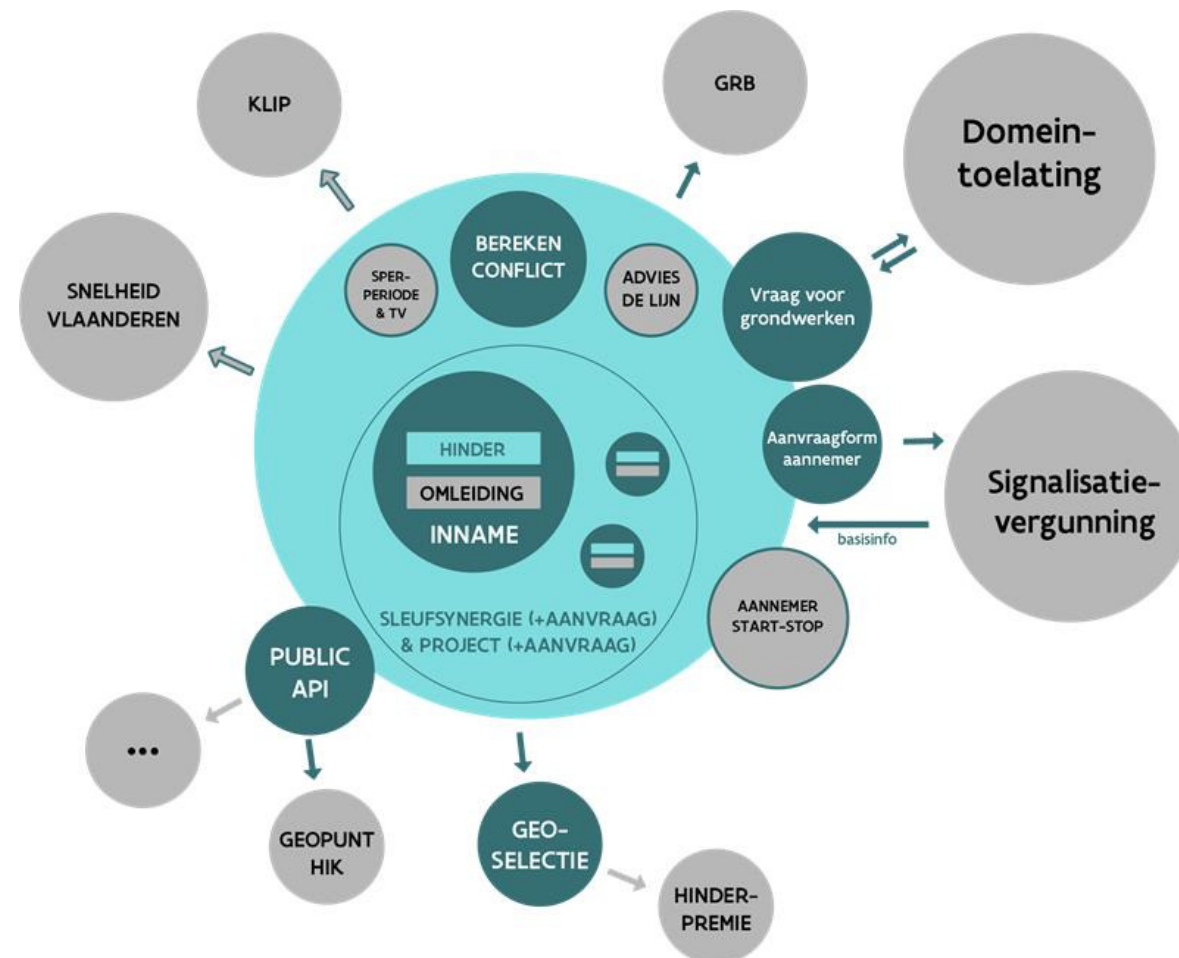 KLIP
GRB
Domein-
toelating
SNELHEID
VLAANDEREN
SPER-
PERIODE
& TV
BEREKEN
CONFLICT
ADVIES
DE LIJN
Vraag voor
grondwerken
HINDER
OMLEIDING
INNAME
Aanvraagform
aannemer
Signalisatie-
vergunning
basisinfo
AANNEMER
START-STOP
SLEUFSYNERGIE (+AANVRAAG)
& PROJECT (+AANVRAAG)
PUBLIC
API
...
GEOPUNT
HIK
GEO-
SELECTIE
HINDER-
PREMIE